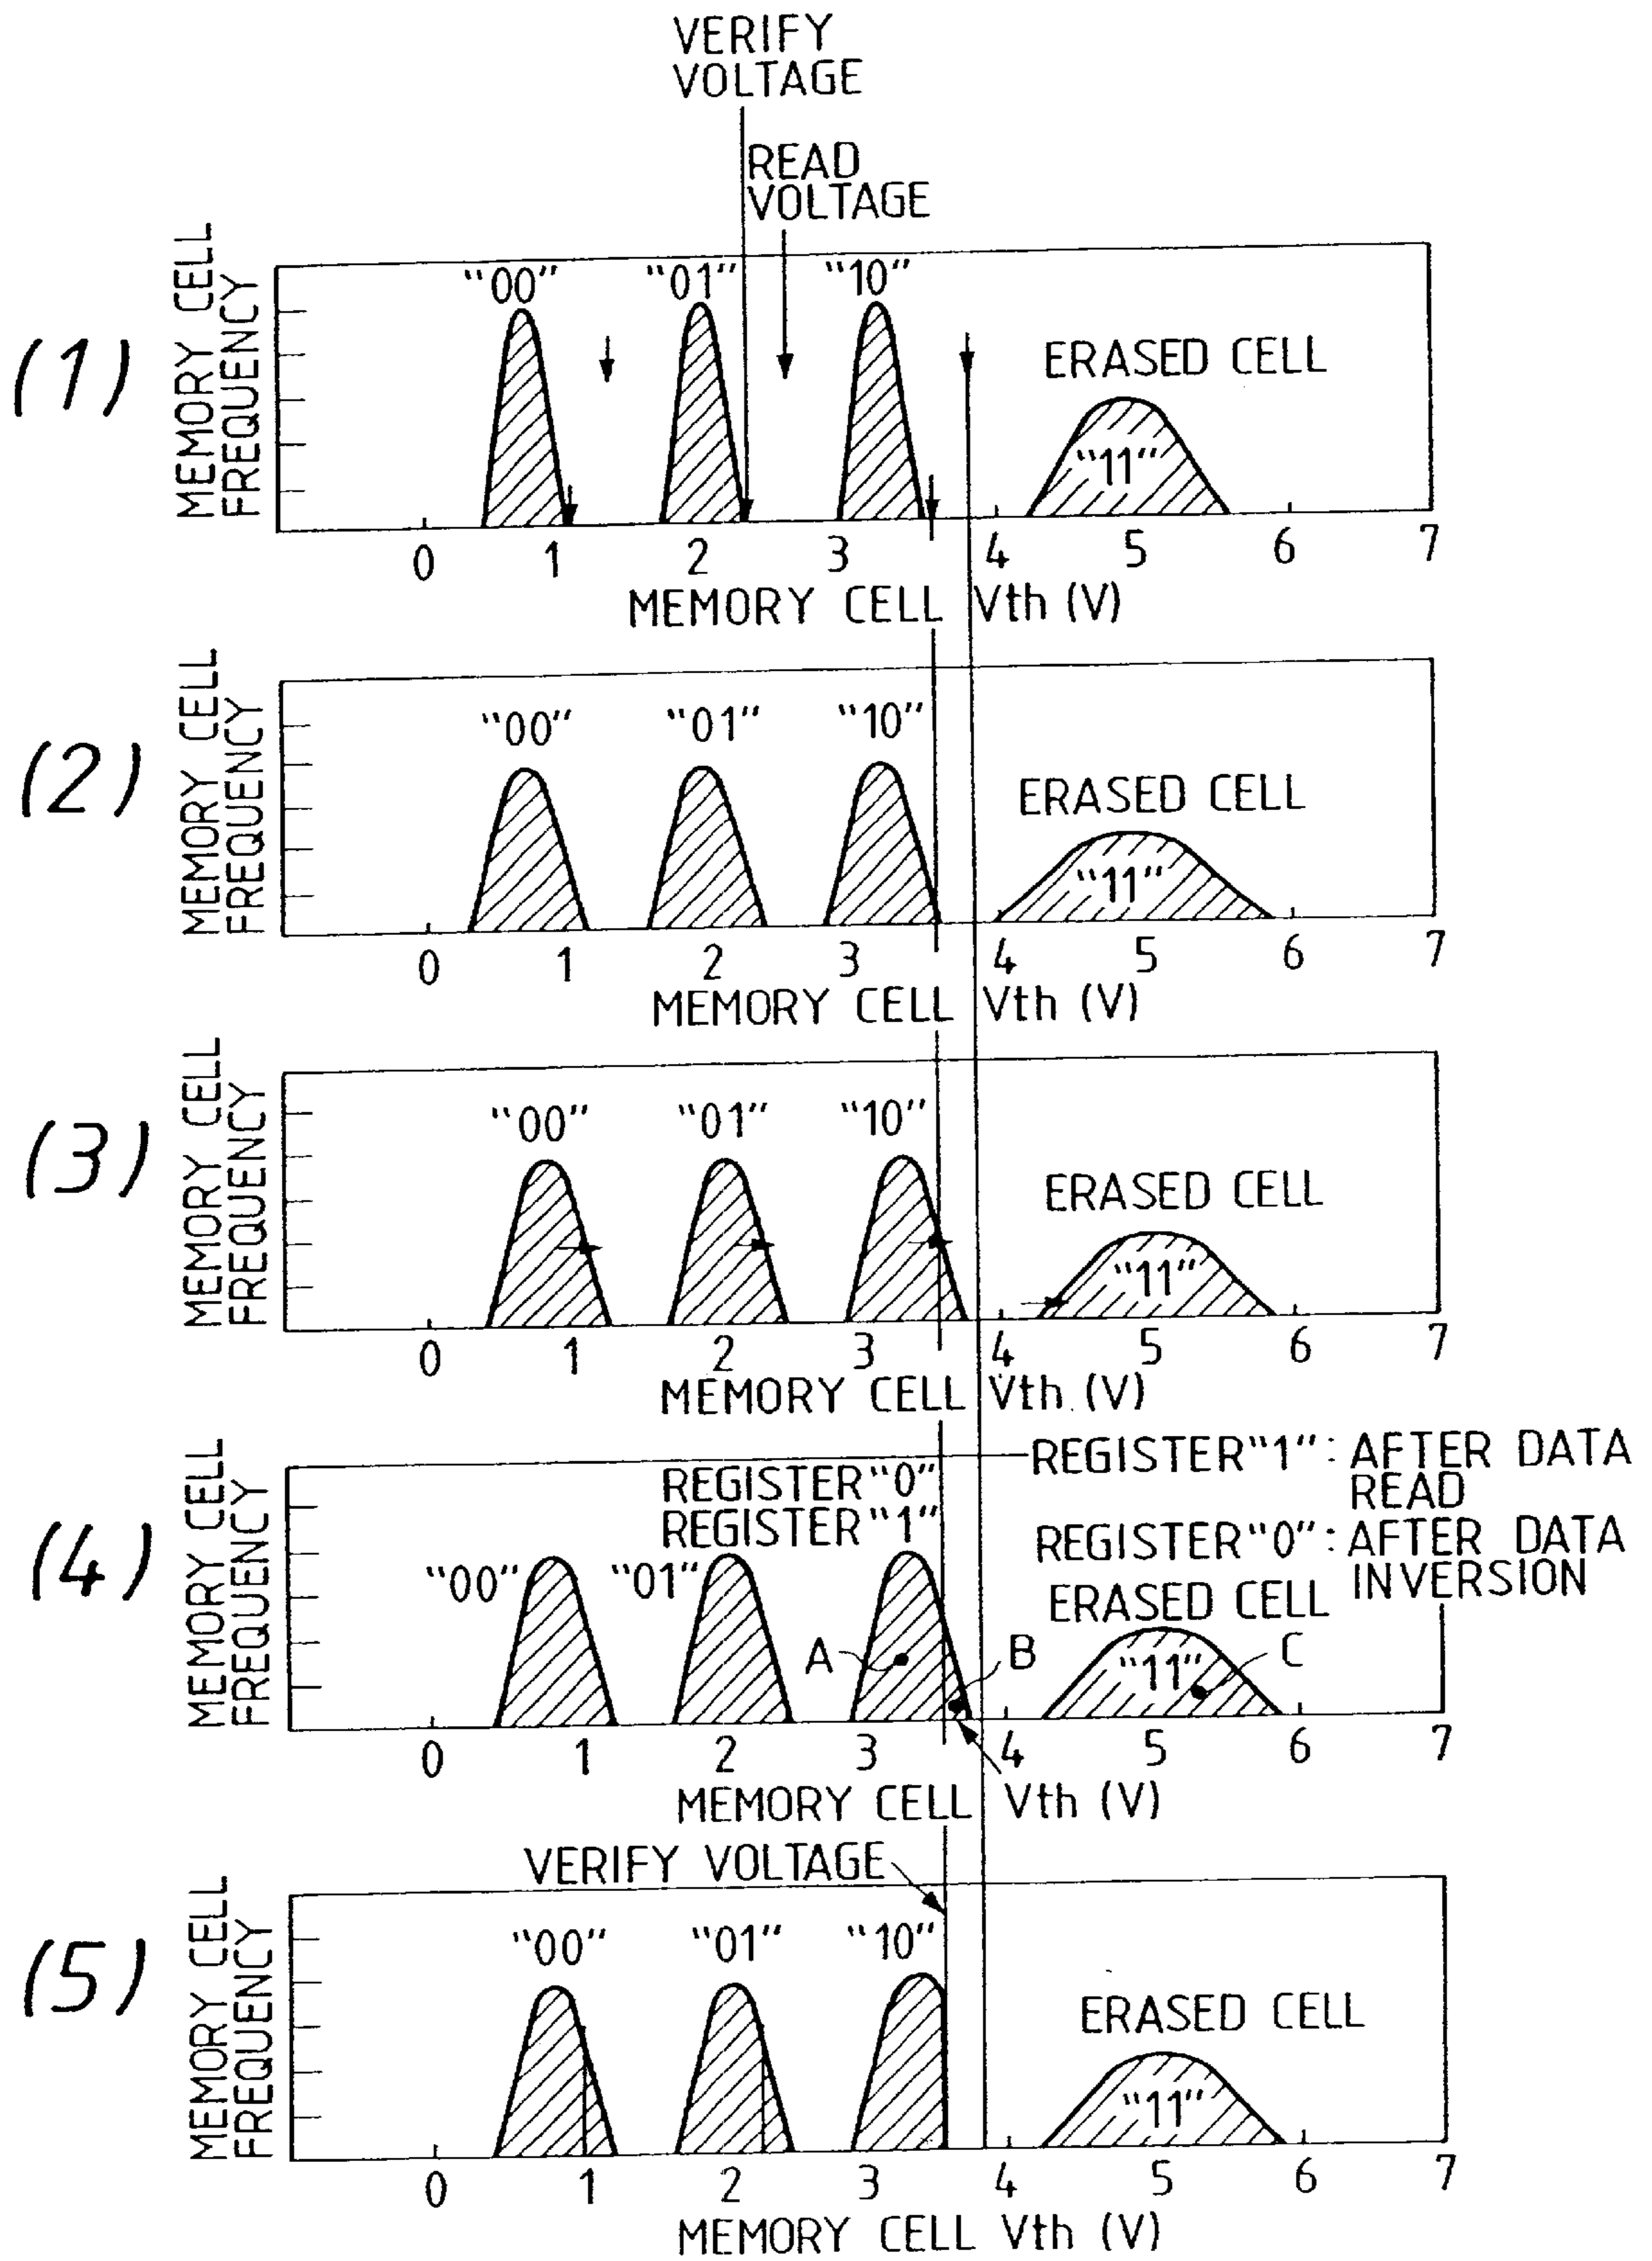 VERIFY
VOLTAGE
READ
VOLTAGE
(1)
MEMORY CELL
FREQUENCY
"00"
"01"
"10"
ERASED CELL
"11"
0 1 2 3 4 5 6 7
MEMORY CELL Vth (V)
(2)
MEMORY CELL
FREQUENCY
"00"
"01"
"10"
ERASED CELL
"11"
0 1 2 3 4 5 6 7
MEMORY CELL Vth (V)
(3)
MEMORY CELL
FREQUENCY
"00"
"01"
"10"
ERASED CELL
"11"
0 1 2 3 4 5 6 7
MEMORY CELL Vth (V)
(4)
MEMORY CELL
FREQUENCY
REGISTER "0"
REGISTER "1"
REGISTER "1": AFTER DATA
READ
REGISTER "0": AFTER DATA
INVERSION
"00"
"01"
ERASED CELL
A
B
"11"
C
0 1 2 3 4 5 6 7
MEMORY CELL Vth (V)
VERIFY VOLTAGE
(5)
MEMORY CELL
FREQUENCY
"00"
"01"
"10"
ERASED CELL
"11"
0 1 2 3 4 5 6 7
MEMORY CELL Vth (V)